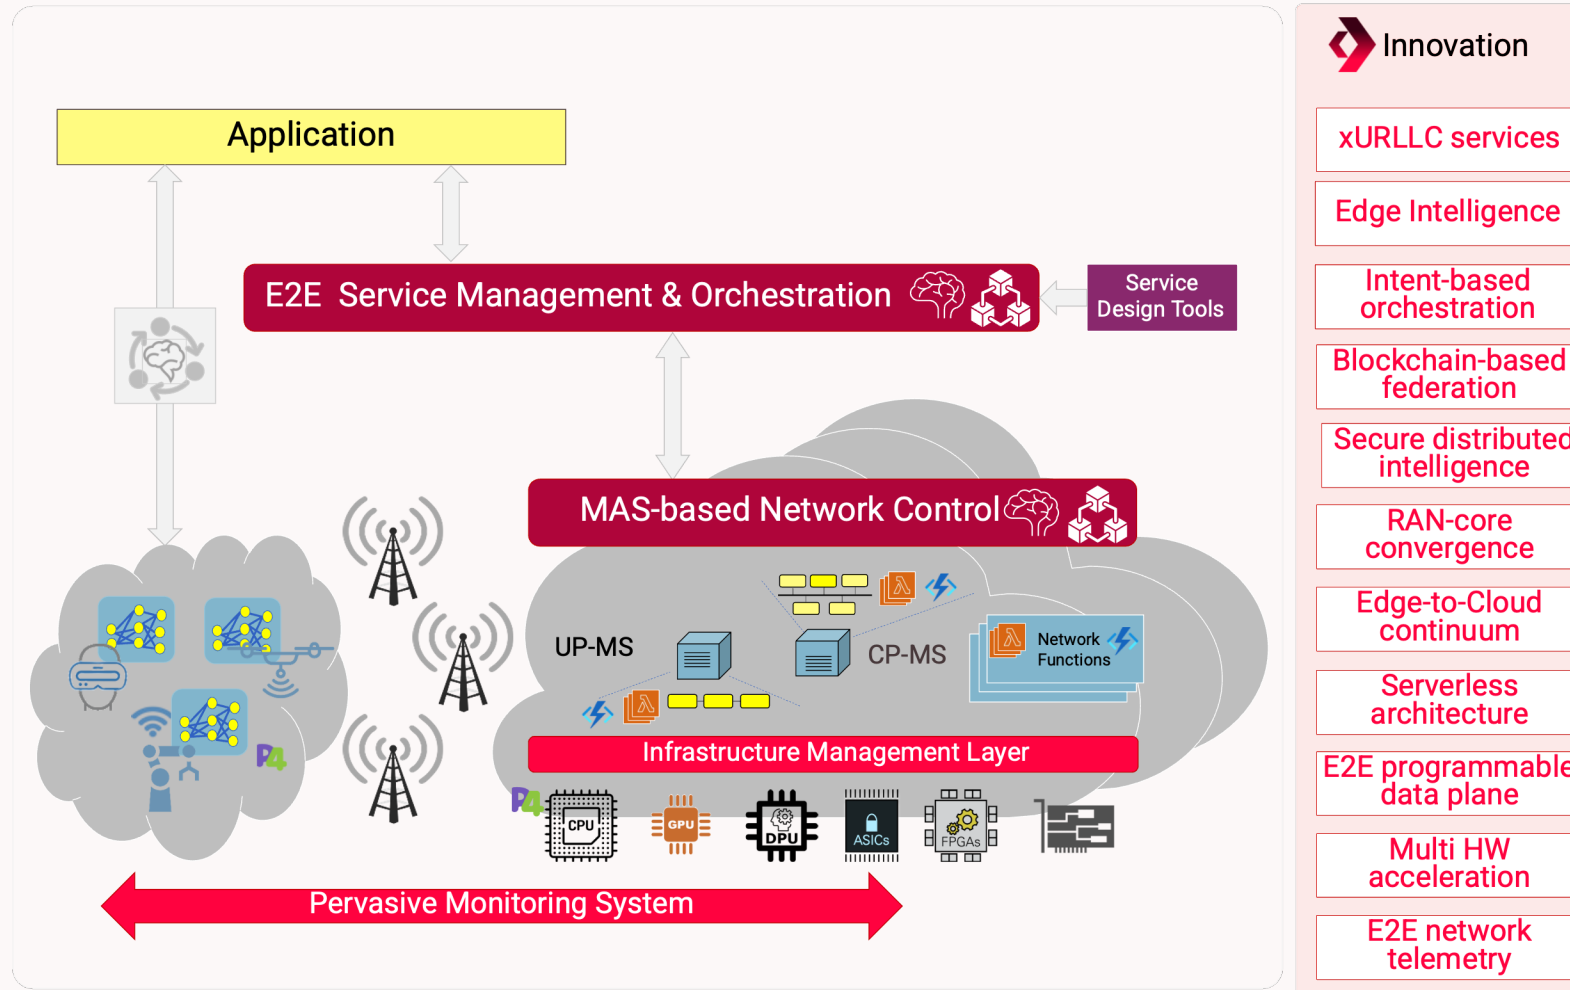 Innovation
Application
xURLLC services
Edge Intelligence
E2E Service Management & Orchestration
Service
Design Tools
Intent-based
orchestration
Blockchain-based
federation
Secure distributed
intelligence
MAS-based Network Control
RAN-core
convergence
Edge-to-Cloud
continuum
UP-MS
CP-MS
Network
Functions
Serverless
architecture
P4
Infrastructure Management Layer
E2E programmable
data plane
P4
CPU
GPU
DPU
ASICs
FPGAs
Multi HW
acceleration
Pervasive Monitoring System
E2E network
telemetry